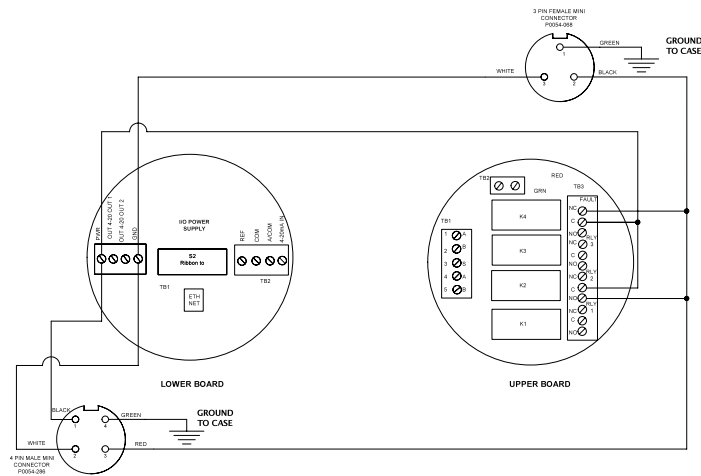 3 PIN FEMALE MINI
CONNECTOR
P0054-068
GREEN
GROUND
TO CASE
1
WHITE
BLACK
3
2
RED
TB2
GRN
TB3
FAULT
PWR
OUT 4-20 OUT 1
OUT 4-20 OUT 2
GND
I/O POWER
SUPPLY
REF
COM
A/COM
4-20mA IN
S2
Ribbon to
TB1
TB2
ETH
NET
TB1
1
A
2
B
3
S
4
A
5
B
K4
K3
K2
K1
NC
C
NO
RLY
3
NC
C
NO
RLY
2
NC
C
NO
RLY
1
NC
C
NO
LOWER BOARD
UPPER BOARD
BLACK
GREEN
GROUND
TO CASE
1
4
WHITE
RED
2
3
4 PIN MALE MINI
CONNECTOR
P0054-286